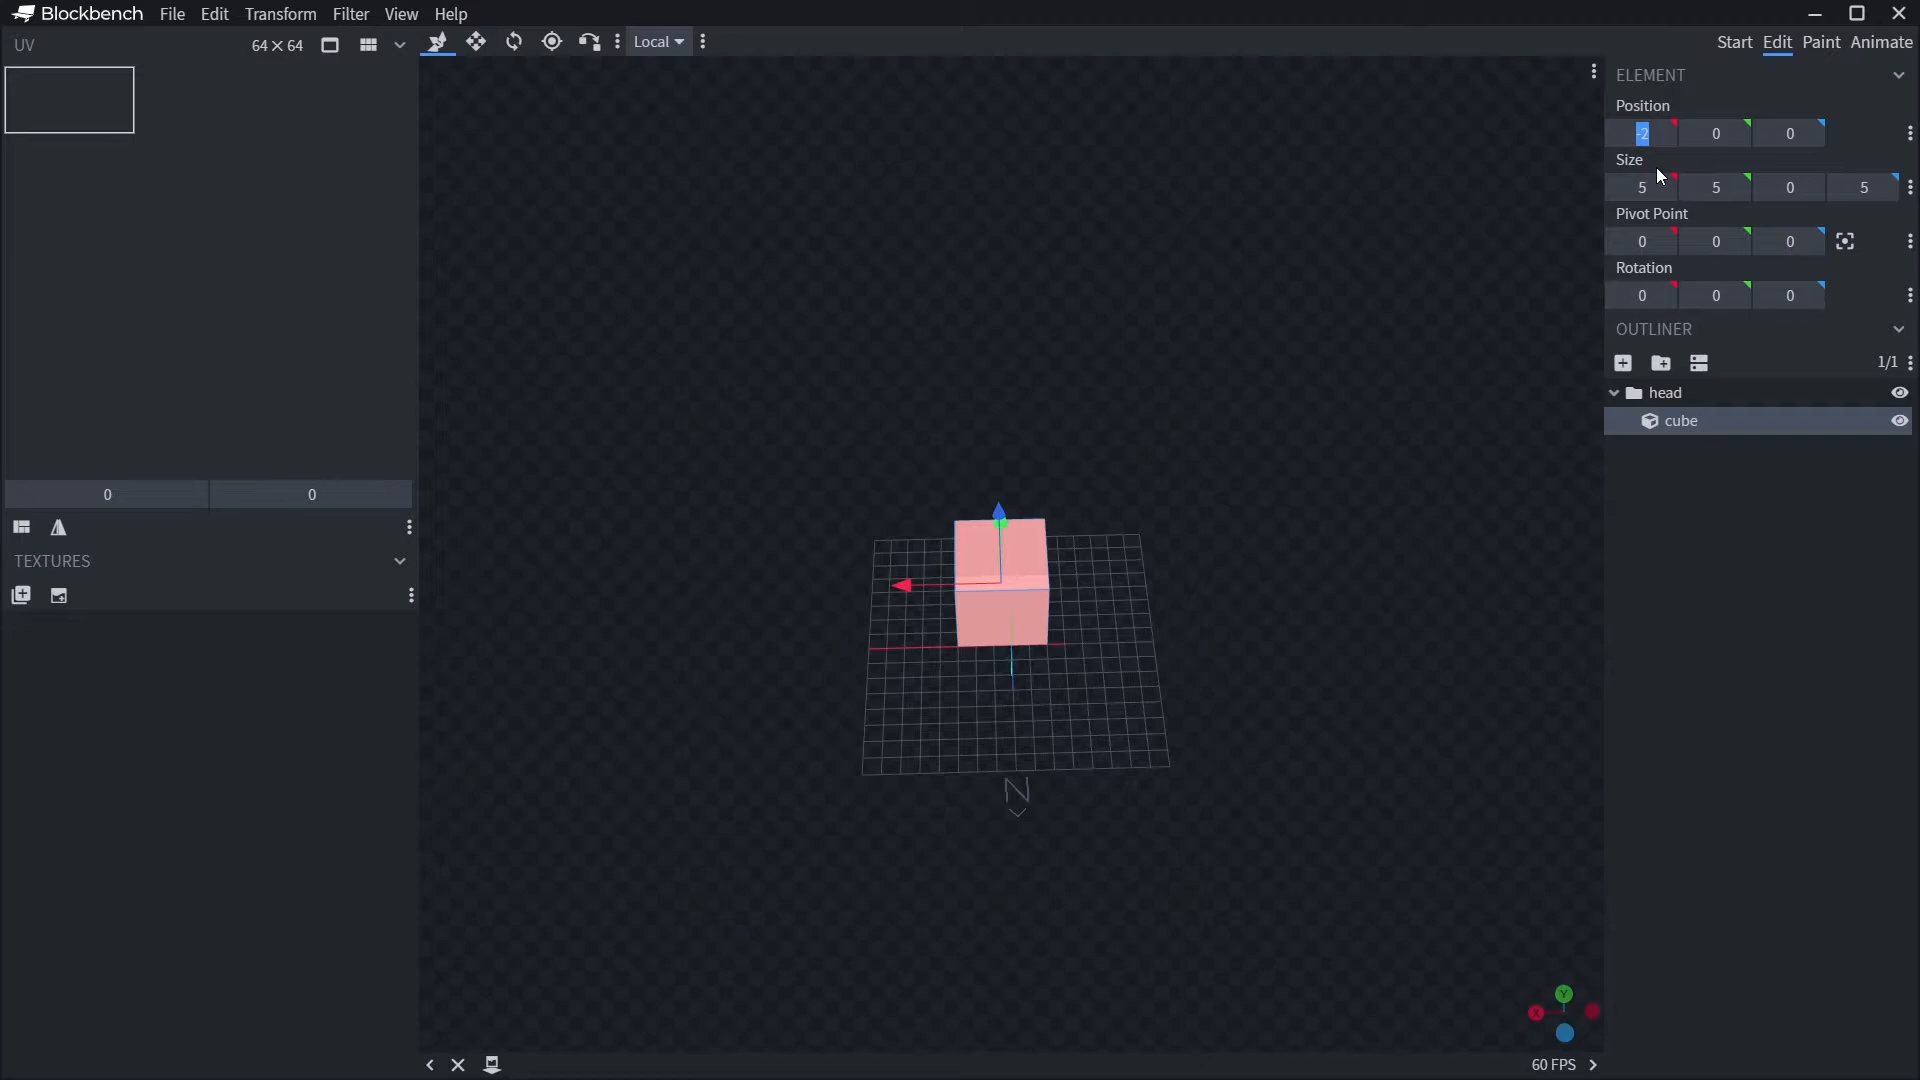 Blockbench File Edit Transform Filter View Help
UV 64×64 Local Start Edit Paint Animate
ELEMENT
Position
-2 0 0
Size
5 5 0 5
Pivot Point
0 0 0
Rotation
0 0 0
OUTLINER
1/1
head
cube
0 0
TEXTURES
N
Y
X
60 FPS